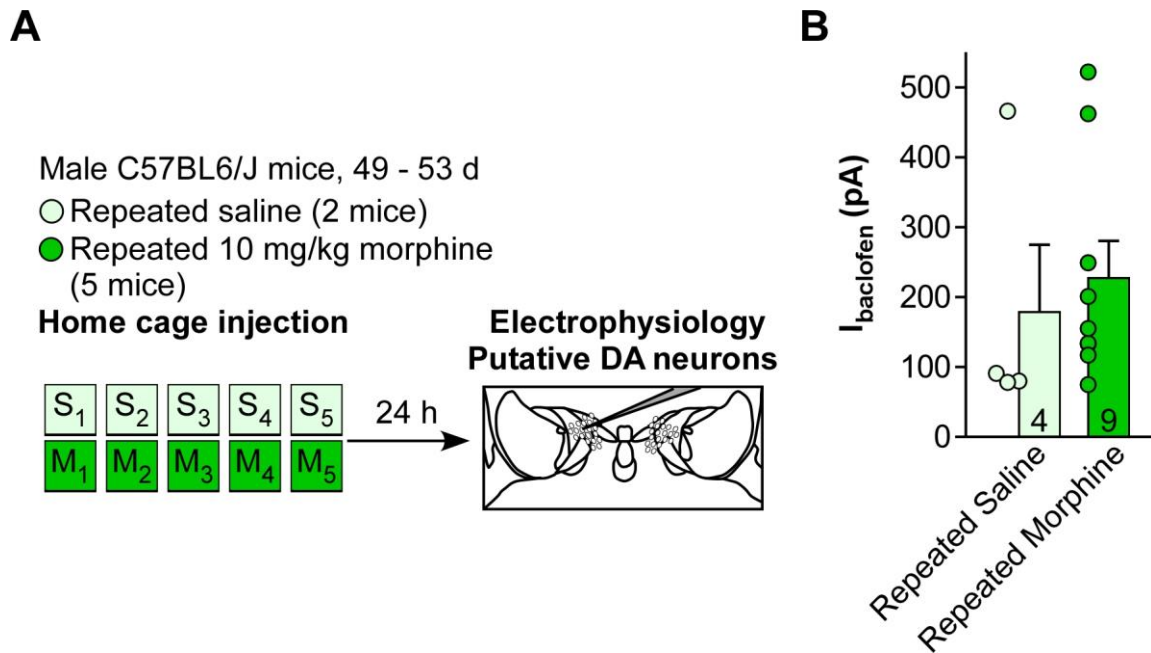 A
Male C57BL6/J mice, 49 - 53 d
Repeated saline (2 mice)
Repeated 10 mg/kg morphine
(5 mice)
Home cage injection
S1 S2 S3 S4 S5
M1 M2 M3 M4 M5
24 h
Electrophysiology
Putative DA neurons
B
Ibaclofen (pA)
500
400
300
200
100
0
4
9
Repeated Saline
Repeated Morphine